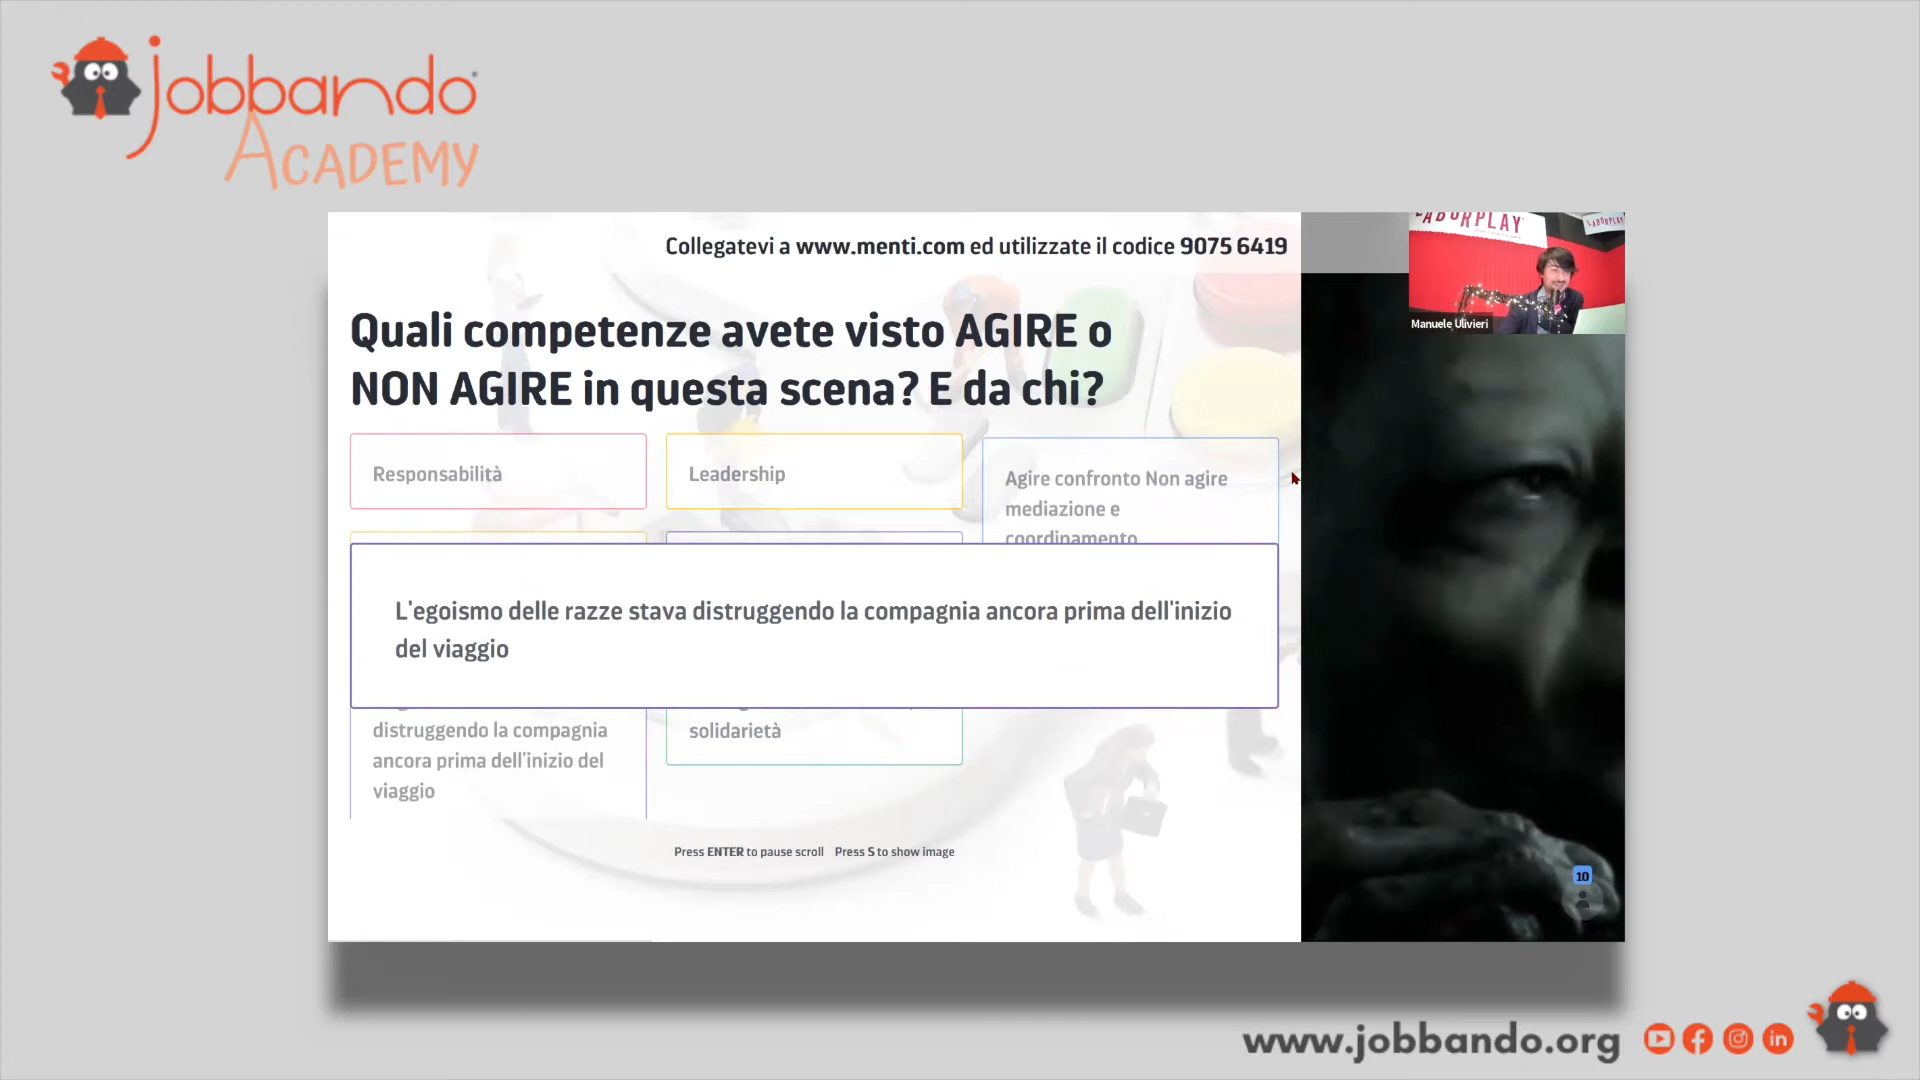 jobbando
ACADEMY
Collegatevi a www.menti.com ed utilizzate il codice 9075 6419
LABORPLAY
LABORPLAY
Manuele Ulivieri
Quali competenze avete visto AGIRE o
NON AGIRE in questa scena? E da chi?
Responsabilità
Leadership
Agire confronto Non agire
mediazione e
coordinamento
L'egoismo delle razze stava distruggendo la compagnia ancora prima dell'inizio
del viaggio
distruggendo la compagnia
ancora prima dell'inizio del
viaggio
solidarietà
Press ENTER to pause scroll Press S to show image
10
www.jobbando.org
in